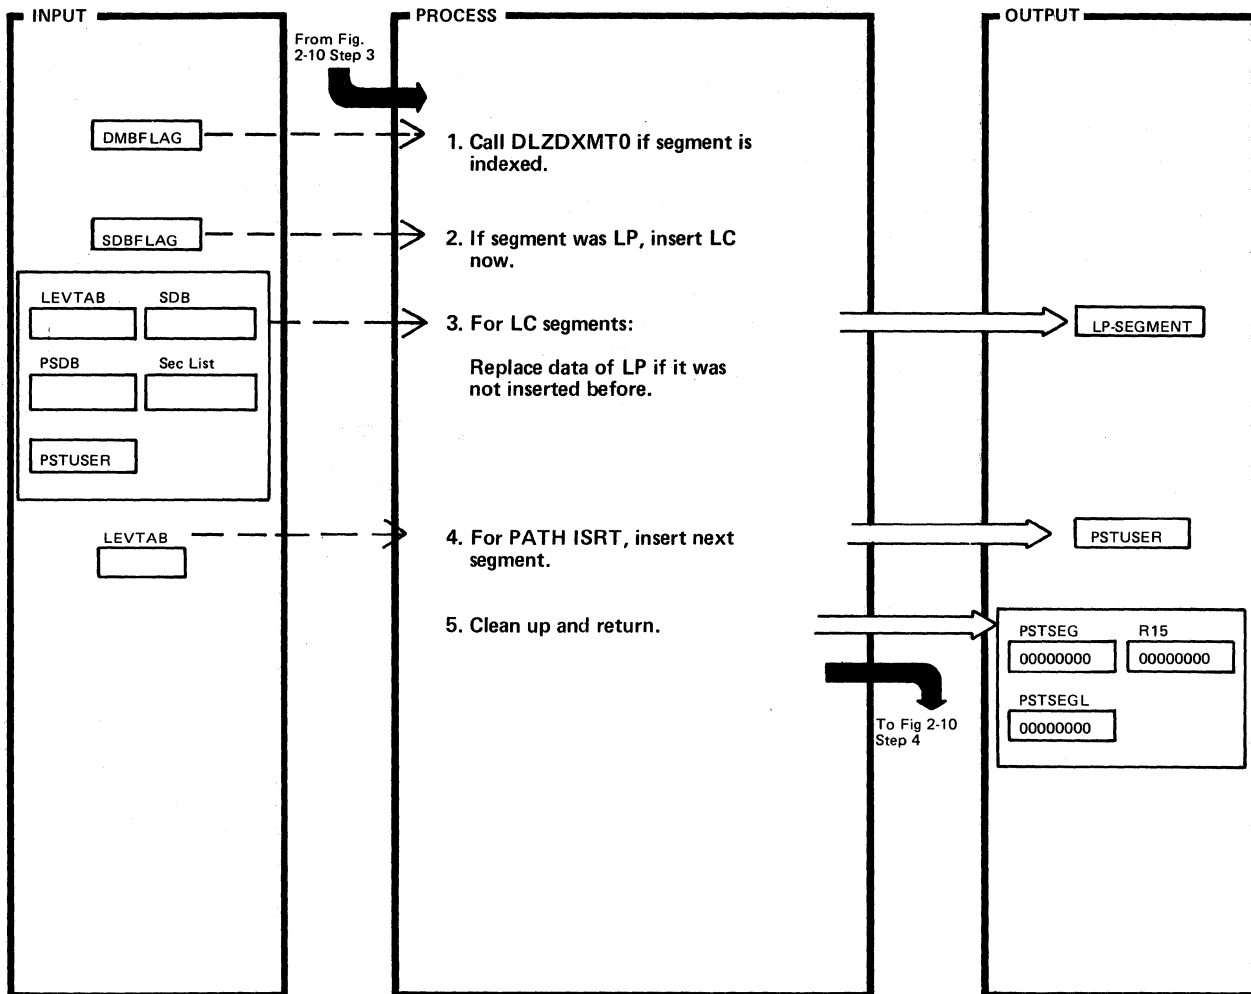 INPUT
PROCESS
OUTPUT
From Fig.
2-10 Step 3
DMBFLAG
1. Call DLZDXMT0 if segment is
indexed.
SDBFLAG
2. If segment was LP, insert LC
now.
LEVTAB SDB
3. For LC segments:
LP-SEGMENT
PSDB Sec List
Replace data of LP if it was
not inserted before.
PSTUSER
LEVTAB
4. For PATH ISRT, insert next
segment.
PSTUSER
5. Clean up and return.
PSTSEG R15
00000000 00000000
PSTSEGL
00000000
To Fig 2-10
Step 4